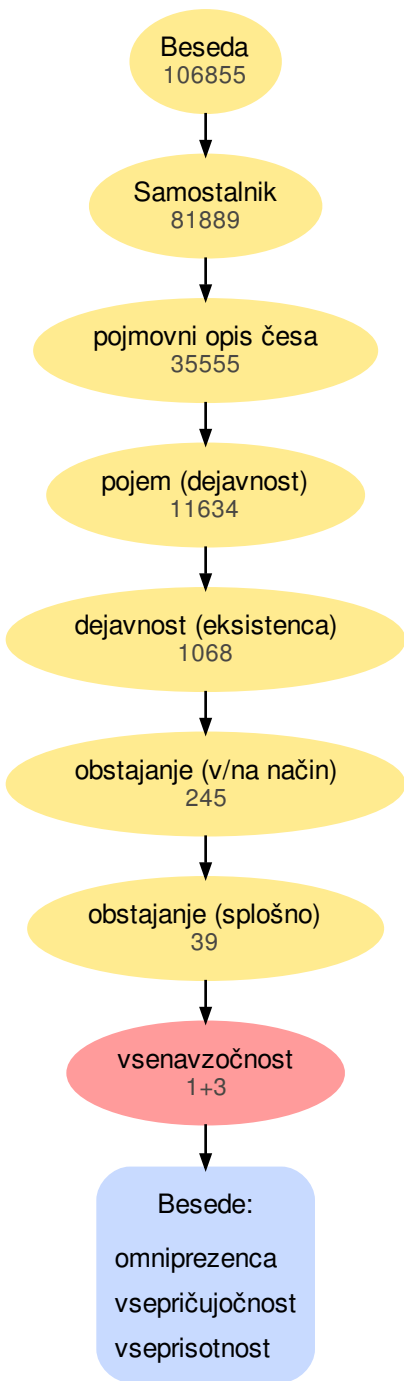 Beseda
106855
Samostalnik
81889
pojmovni opis česa
35555
pojem (dejavnost)
11634
dejavnost (eksistenca)
1068
obstajanje (v/na način)
245
obstajanje (splošno)
39
vsenavzočnost
1+3
Besede:
omniprezenca
vsepričujočnost
vseprisotnost